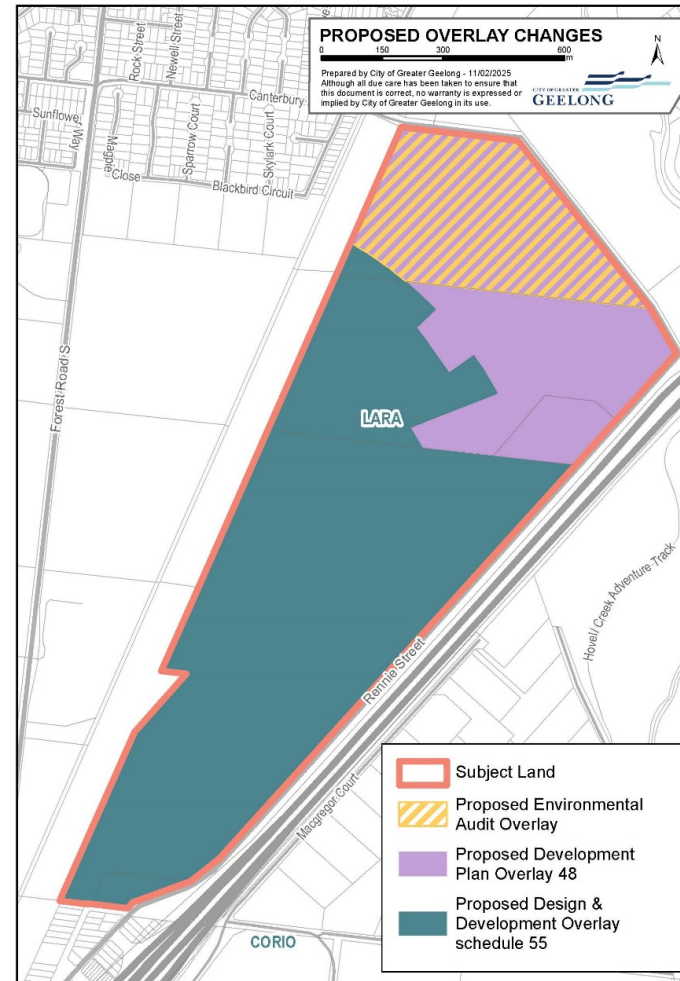 PROPOSED OVERLAY CHANGES
0 150 300 600
m
N
Prepared by City of Greater Geelong - 11/02/2025
Although all due care has been taken to ensure that
this document is correct, no warranty is expressed or
implied by City of Greater Geelong in its use.
CITY OF GREATER
GEELONG
Rock Street
Newell Street
Canterbury
Sunflower Way
Magpie
Close
Sparrow Court
Skylark Court
Blackbird Circuit
Forest Road S
LARA
Hovell Creek Adventure Track
Rennie Street
Macgregor Court
CORIO
Subject Land
Proposed Environmental
Audit Overlay
Proposed Development
Plan Overlay 48
Proposed Design &
Development Overlay
schedule 55